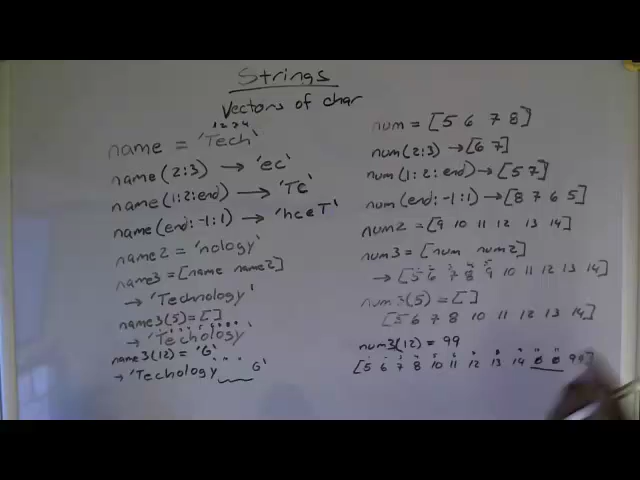 Strings
Vectors of char
1 2 3 4
name = 'Tech'
name(2:3) → 'ec'
name(1:2:end) → 'Tc'
name(end:-1:1) → 'hceT'
name2 = 'nology'
name3 = [name name2]
→ 'Technology'
name3(5) = []
→ 'Techology'
name3(12) = 'G'
→ 'Techology___G'
num = [5 6 7 8]
num(2:3) → [6 7]
num(1:2:end) → [5 7]
num(end:-1:1) → [8 7 6 5]
num2 = [9 10 11 12 13 14]
num3 = [num num2]
→ [5 6 7 8 9 10 11 12 13 14]
num3(5) = []
[5 6 7 8 10 11 12 13 14]
num3(12) = 99
[5 6 7 8 10 11 12 13 14 0 0 99]